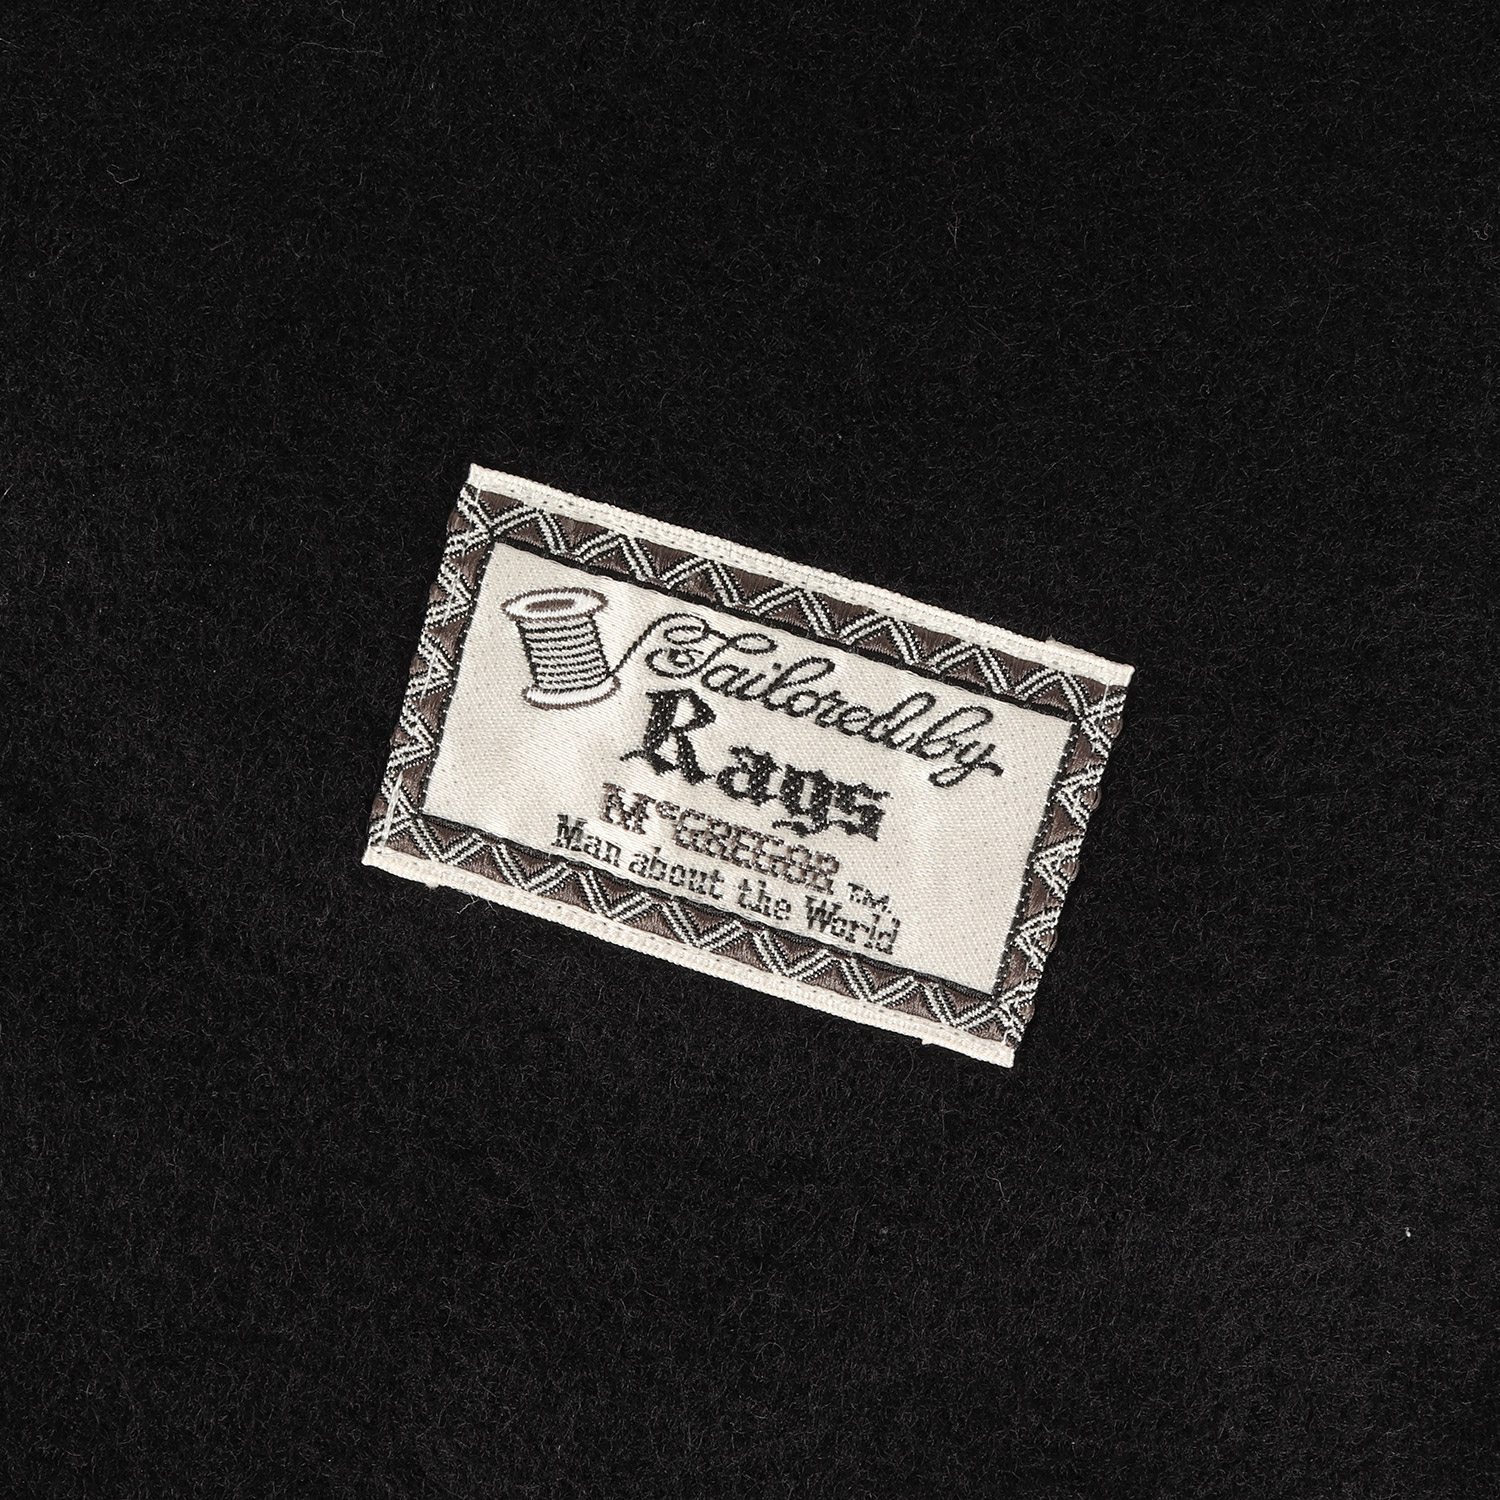 Tailored by
Rags
McGREGOR TM.
Man about the World